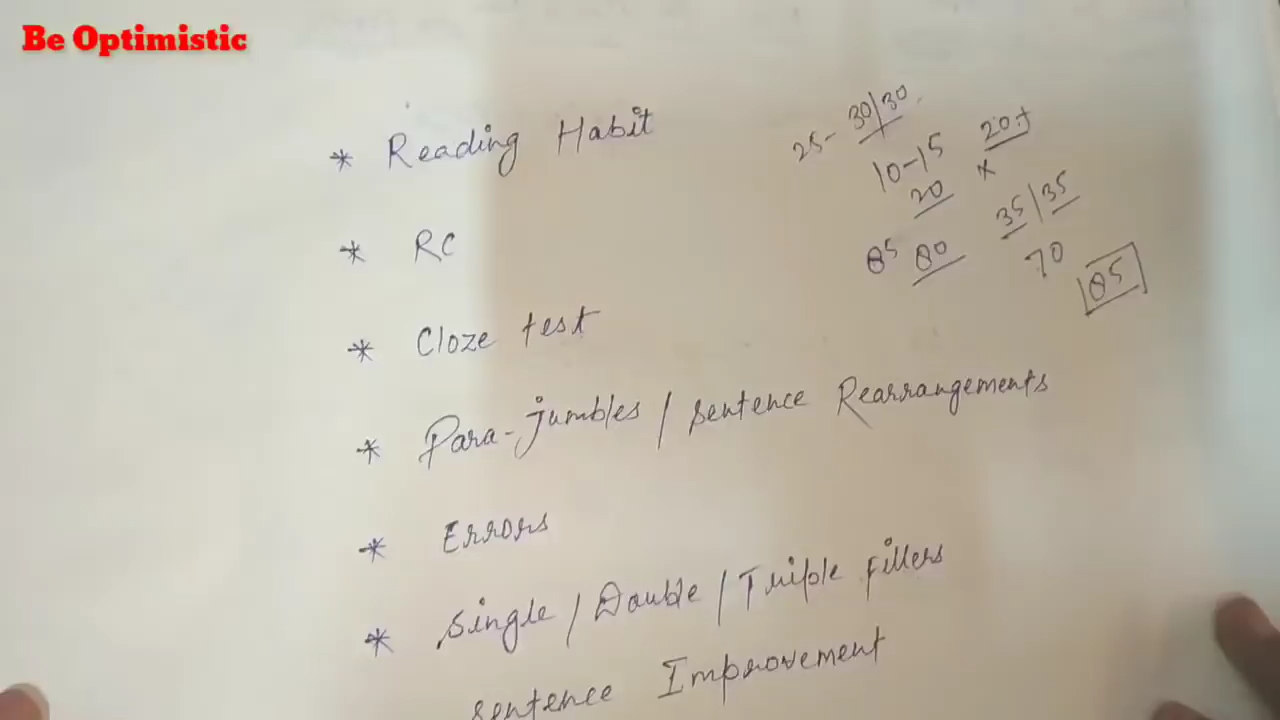 Be Optimistic
* Reading Habit
25- 30/30
10-15 20+
20 *
85 80 35/35
70 85
* RC
* Cloze test
* Para-jumbles / sentence Rearrangements
* Errors
* Single / Double / Triple fillers
sentence Improvement